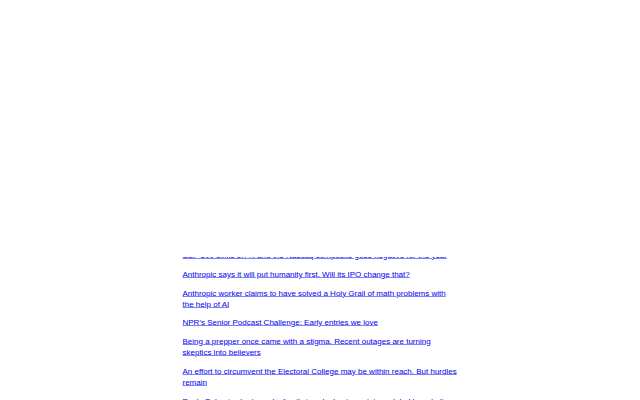 Anthropic says it will put humanity first. Will its IPO change that?
Anthropic worker claims to have solved a Holy Grail of math problems with
the help of AI
NPR's Senior Podcast Challenge: Early entries we love
Being a prepper once came with a stigma. Recent outages are turning
skeptics into believers
An effort to circumvent the Electoral College may be within reach. But hurdles
remain